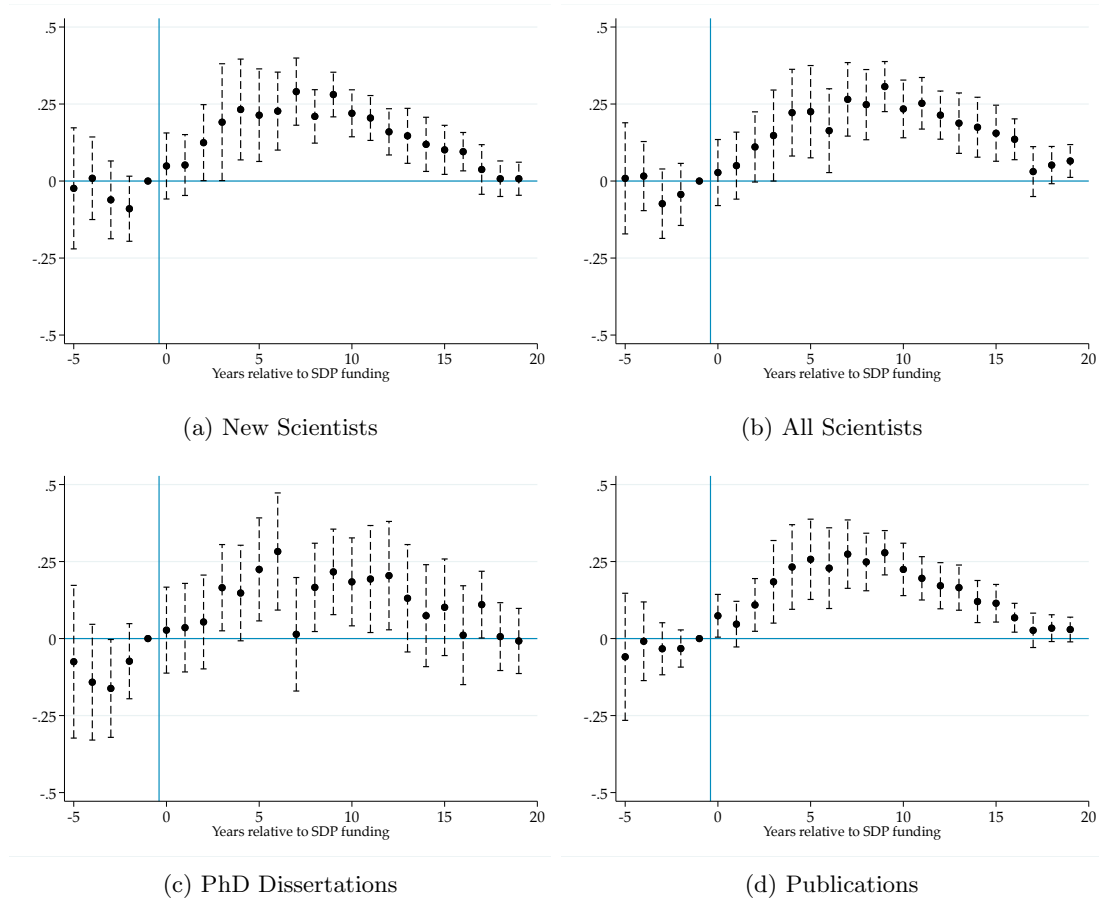 .5
.25
0
-.25
-.5
-5 0 5 10 15 20
Years relative to SDP funding
(a) New Scientists
.5
.25
0
-.25
-.5
-5 0 5 10 15 20
Years relative to SDP funding
(b) All Scientists
.5
.25
0
-.25
-.5
-5 0 5 10 15 20
Years relative to SDP funding
(c) PhD Dissertations
.5
.25
0
-.25
-.5
-5 0 5 10 15 20
Years relative to SDP funding
(d) Publications